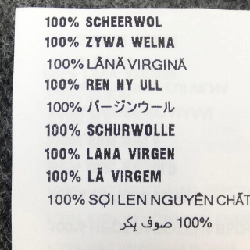 100% SCHEERWOL
100% ZYWA WELNA
100% LÂNĂ VIRGINĂ
100% REN NY ULL
100% バージンウール
100% SCHURWOLLE
100% LANA VIRGEN
100% LÃ VIRGEM
100% SỢI LEN NGUYÊN CHẤT
100% صوف بكر